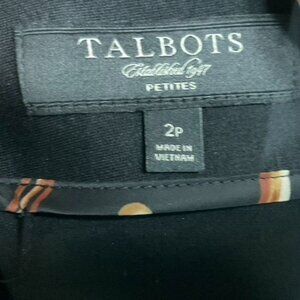 TALBOTS
Established 1947
PETITES
2P
MADE IN
VIETNAM